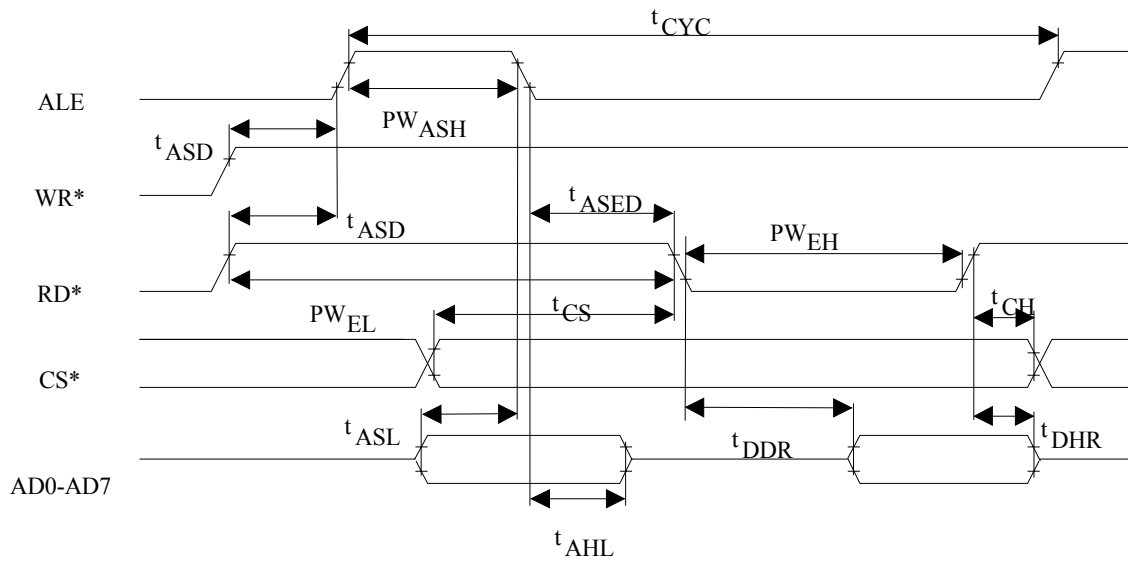 tCYC
ALE
PWASH
tASD
WR*
tASED
tASD
PWEH
RD*
tCS
tCH
PWEL
CS*
tASL
tDDR
tDHR
AD0-AD7
tAHL